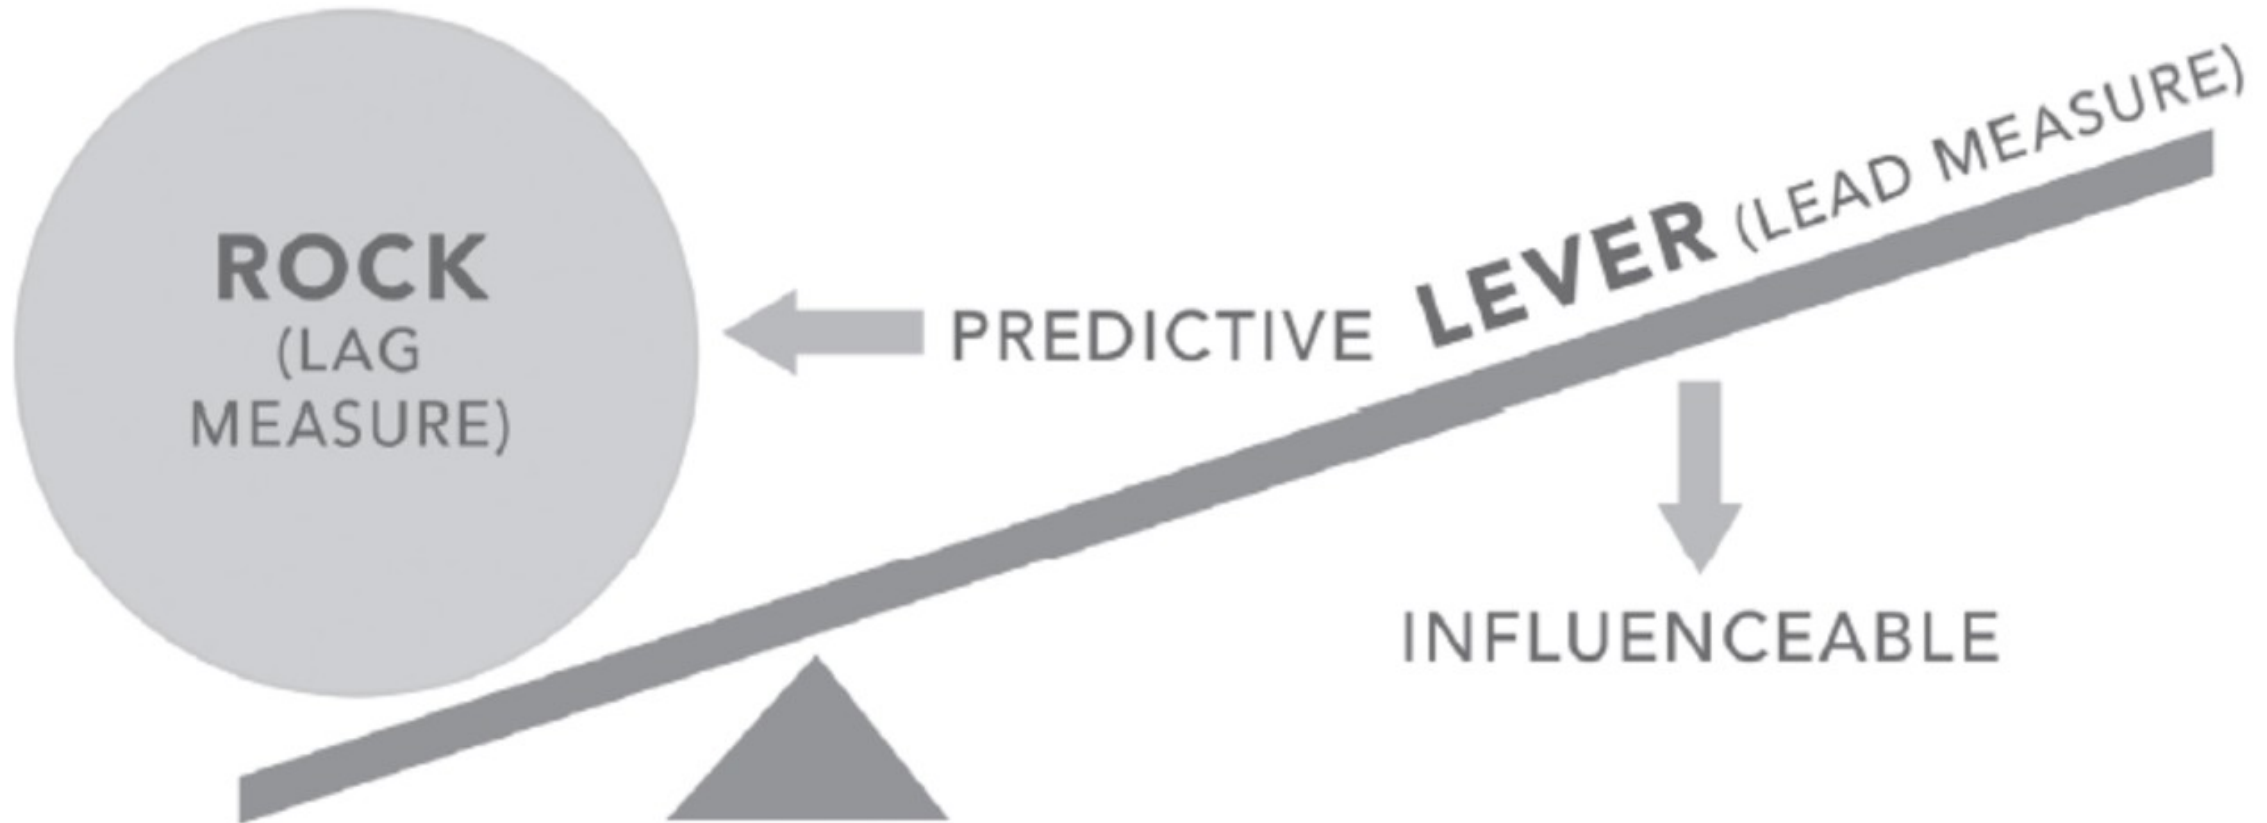 ROCK
(LAG
MEASURE)
PREDICTIVE
LEVER (LEAD MEASURE)
INFLUENCEABLE